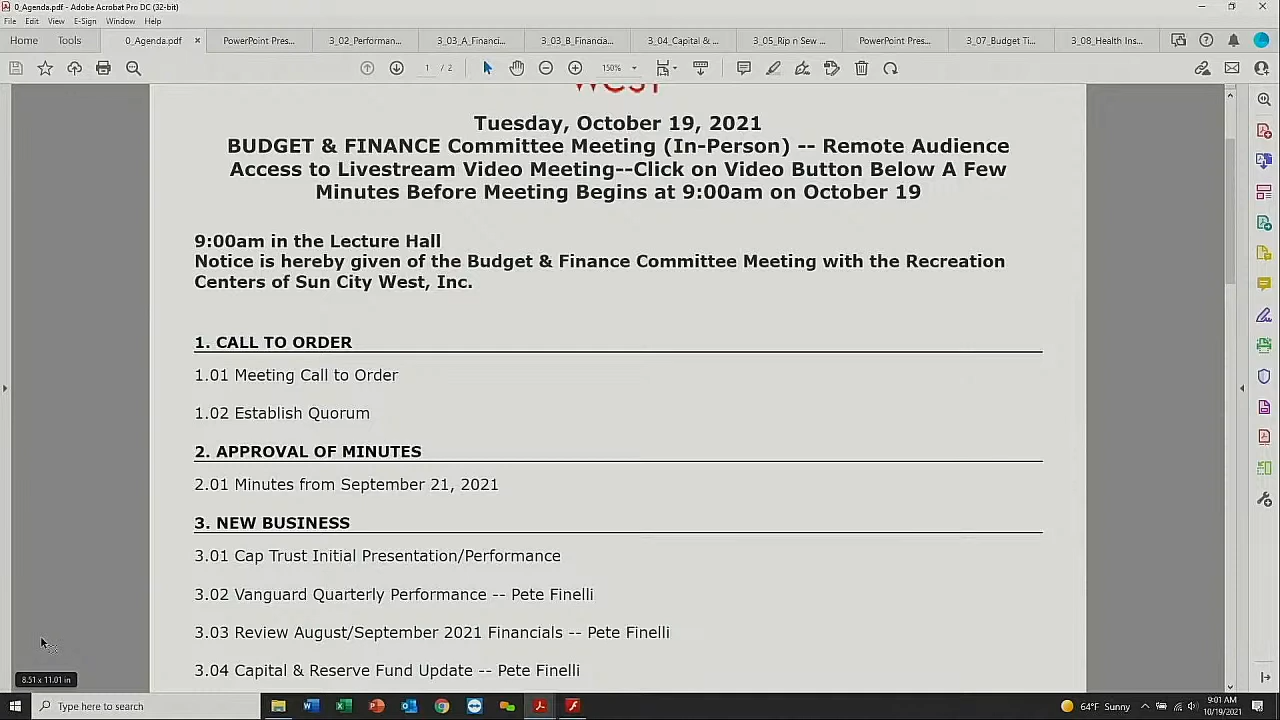 0_Agenda.pdf - Adobe Acrobat Pro DC (32-bit)
File Edit View E-Sign Window Help
Home Tools 0_Agenda.pdf × PowerPoint Pres... 3_02_Performan... 3.03_A_Financi... 3.03_B_Financia... 3_04_Capital & ... 3_05_Rip n Sew ... PowerPoint Pres... 3_07_Budget Ti... 3_08_Health Ins...
1 / 2 150%
WEST
Tuesday, October 19, 2021
BUDGET & FINANCE Committee Meeting (In-Person) -- Remote Audience
Access to Livestream Video Meeting--Click on Video Button Below A Few
Minutes Before Meeting Begins at 9:00am on October 19
9:00am in the Lecture Hall
Notice is hereby given of the Budget & Finance Committee Meeting with the Recreation
Centers of Sun City West, Inc.
1. CALL TO ORDER
1.01 Meeting Call to Order
1.02 Establish Quorum
2. APPROVAL OF MINUTES
2.01 Minutes from September 21, 2021
3. NEW BUSINESS
3.01 Cap Trust Initial Presentation/Performance
3.02 Vanguard Quarterly Performance -- Pete Finelli
3.03 Review August/September 2021 Financials -- Pete Finelli
3.04 Capital & Reserve Fund Update -- Pete Finelli
8.51 x 11.01 in
Type here to search
64°F Sunny
9:01 AM
10/19/2021